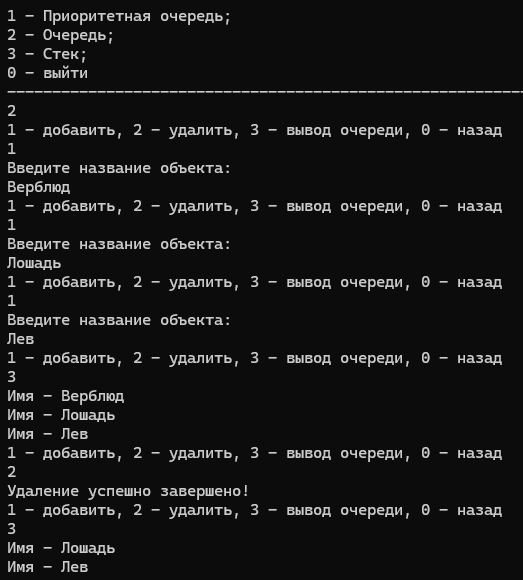 1 - Приоритетная очередь;
2 - Очередь;
3 - Стек;
0 - выйти
---------------------------------------------------------
2
1 - добавить, 2 - удалить, 3 - вывод очереди, 0 - назад
1
Введите название объекта:
Верблюд
1 - добавить, 2 - удалить, 3 - вывод очереди, 0 - назад
1
Введите название объекта:
Лошадь
1 - добавить, 2 - удалить, 3 - вывод очереди, 0 - назад
1
Введите название объекта:
Лев
1 - добавить, 2 - удалить, 3 - вывод очереди, 0 - назад
3
Имя - Верблюд
Имя - Лошадь
Имя - Лев
1 - добавить, 2 - удалить, 3 - вывод очереди, 0 - назад
2
Удаление успешно завершено!
1 - добавить, 2 - удалить, 3 - вывод очереди, 0 - назад
3
Имя - Лошадь
Имя - Лев